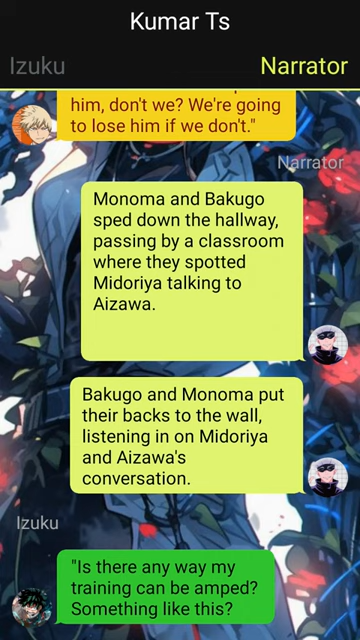 Kumar Ts
Izuku
Narrator
him, don't we? We're going
to lose him if we don't."
Narrator
Monoma and Bakugo
sped down the hallway,
passing by a classroom
where they spotted
Midoriya talking to
Aizawa.
Bakugo and Monoma put
their backs to the wall,
listening in on Midoriya
and Aizawa's
conversation.
Izuku
"Is there any way my
training can be amped?
Something like this?